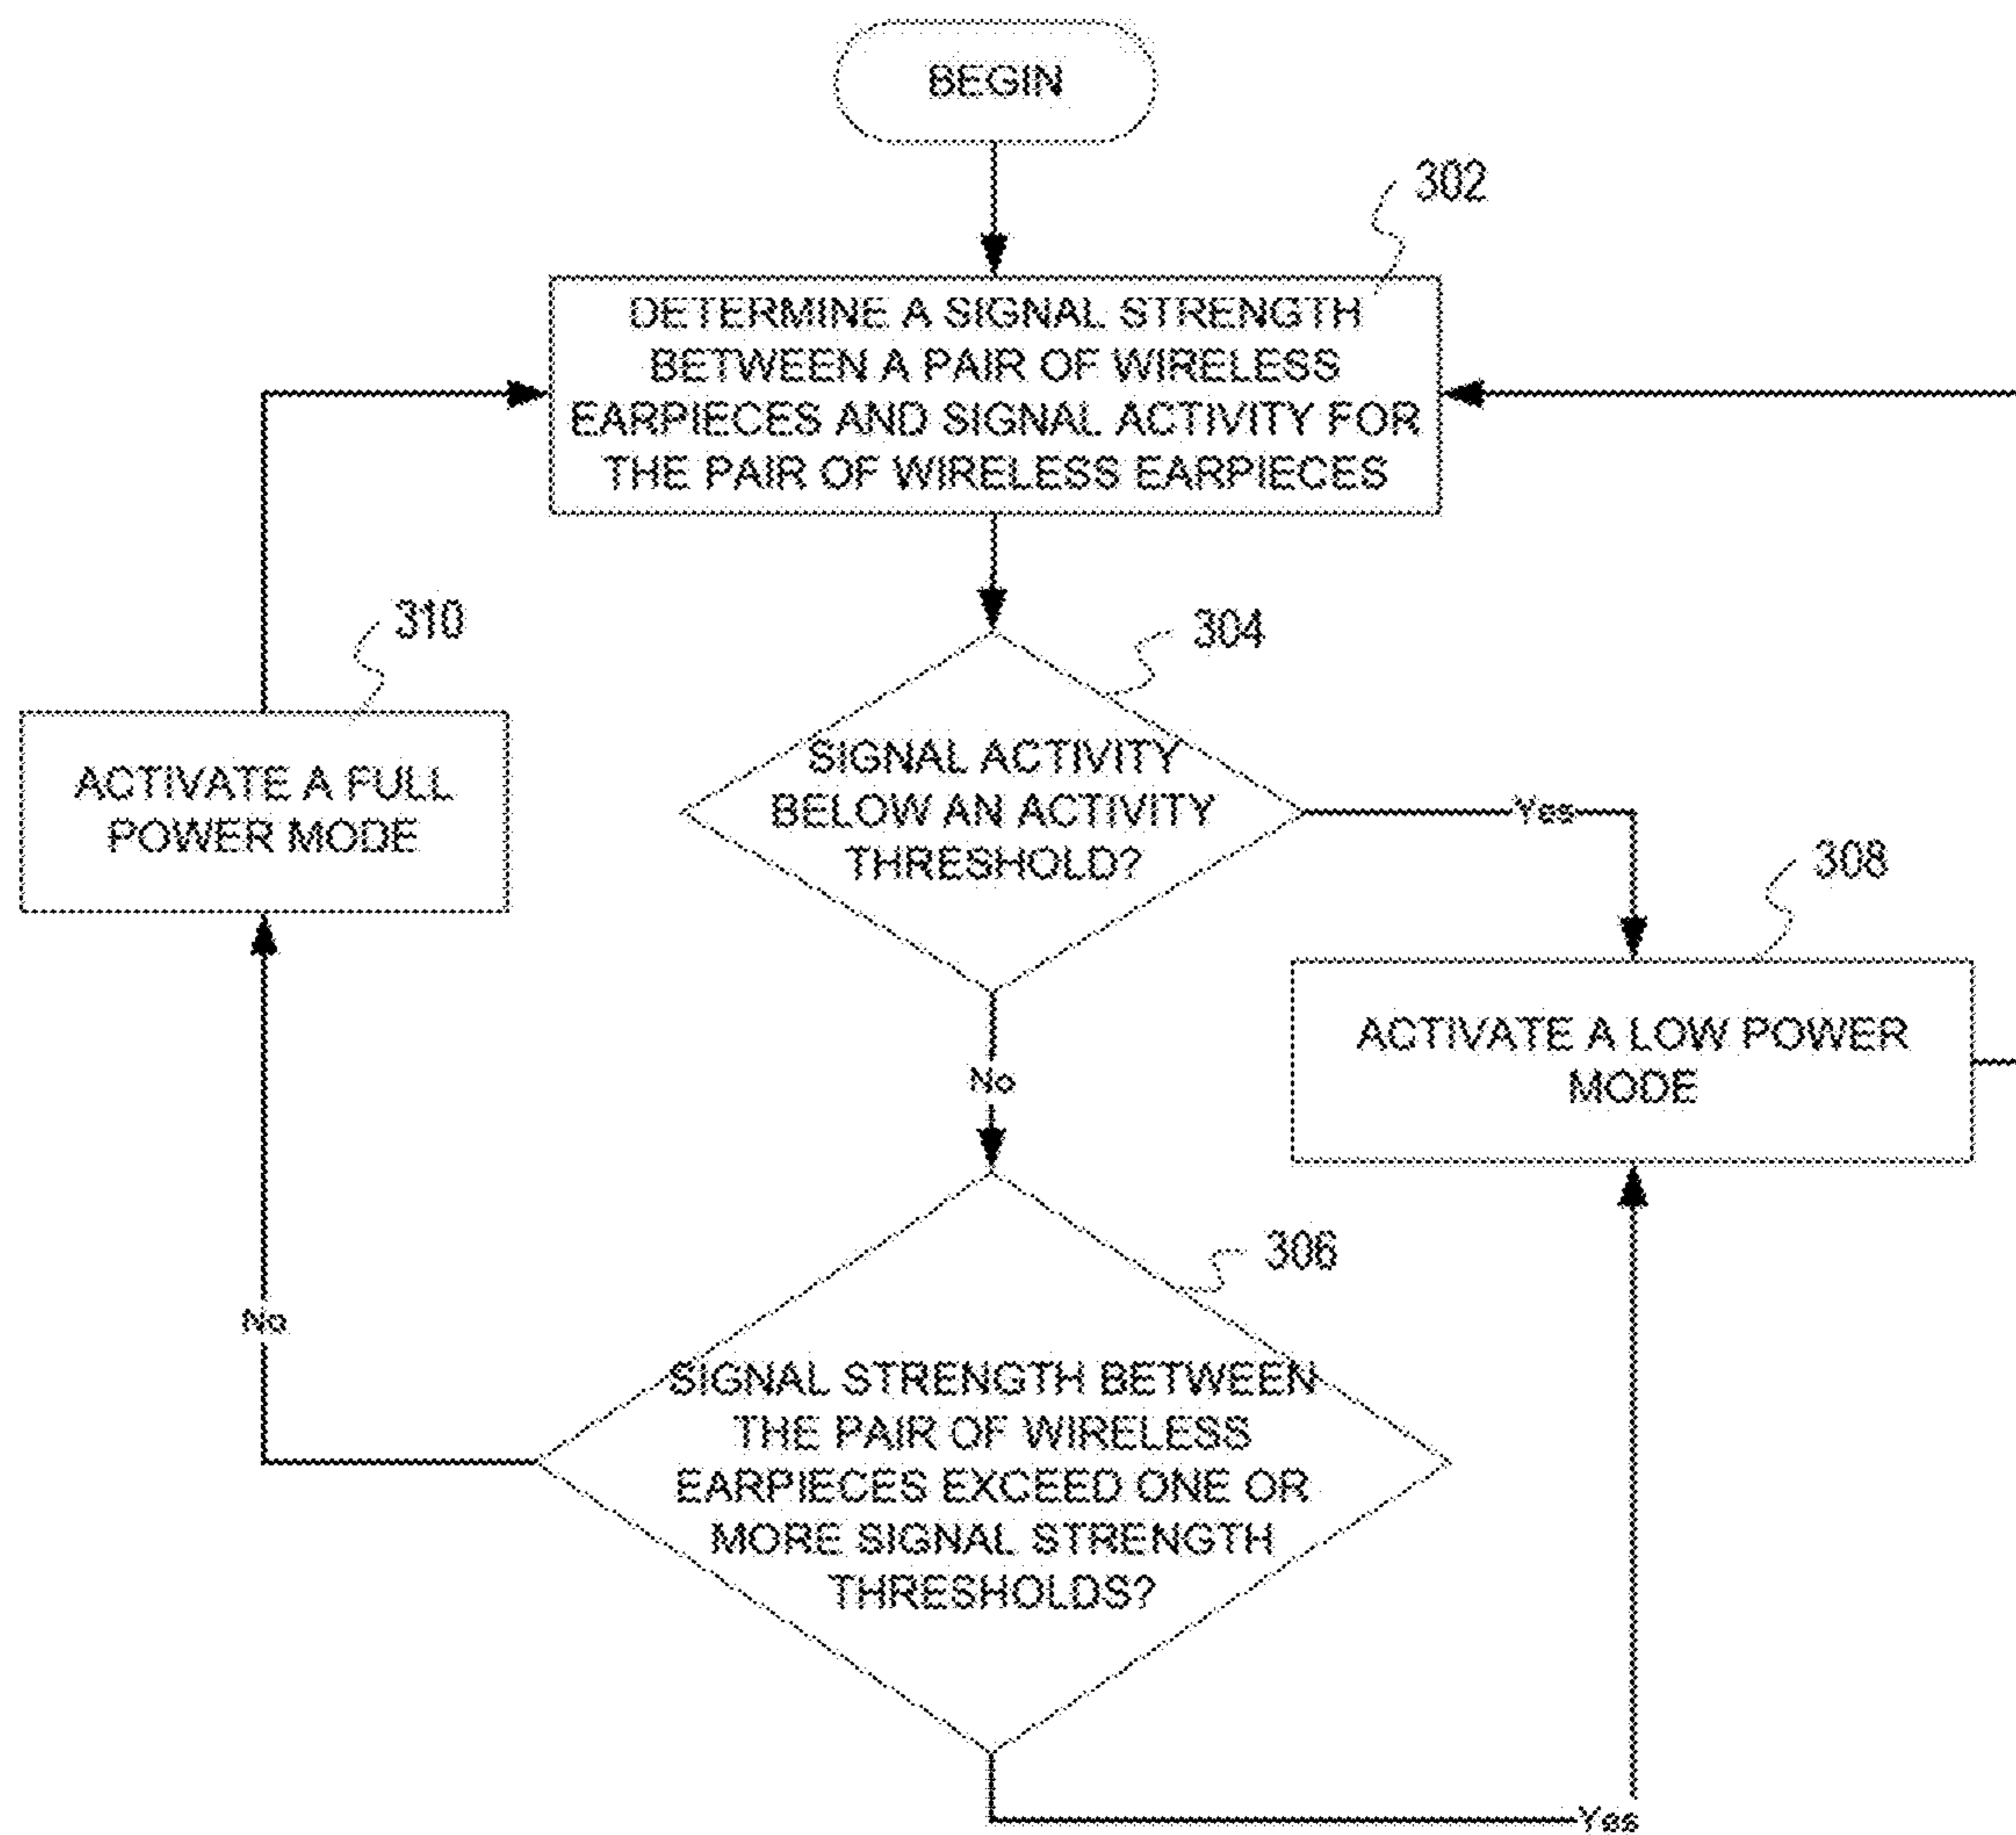 BEGIN
302
DETERMINE A SIGNAL STRENGTH
BETWEEN A PAIR OF WIRELESS
EARPIECES AND SIGNAL ACTIVITY FOR
THE PAIR OF WIRELESS EARPIECES
310
304
ACTIVATE A FULL
POWER MODE
SIGNAL ACTIVITY
BELOW AN ACTIVITY
THRESHOLD?
Yes
308
ACTIVATE A LOW POWER
MODE
No
306
No
SIGNAL STRENGTH BETWEEN
THE PAIR OF WIRELESS
EARPIECES EXCEED ONE OR
MORE SIGNAL STRENGTH
THRESHOLDS?
Yes